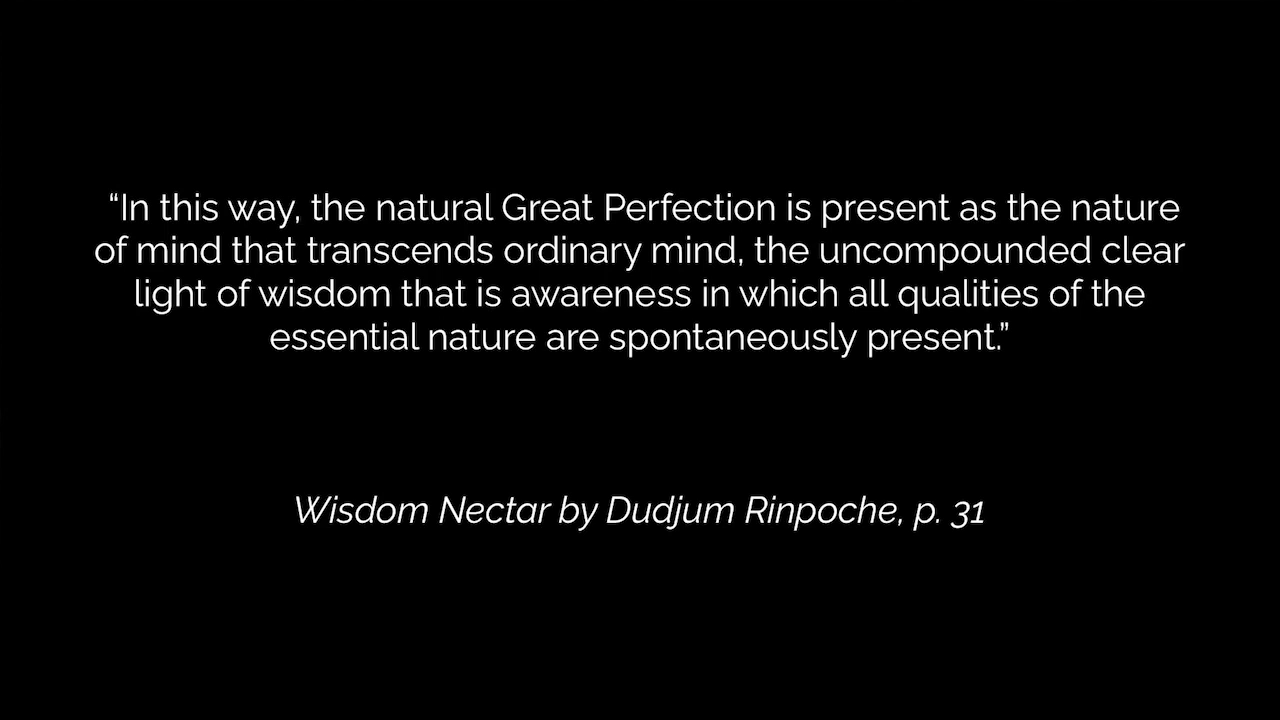 “In this way, the natural Great Perfection is present as the nature
of mind that transcends ordinary mind, the uncompounded clear
light of wisdom that is awareness in which all qualities of the
essential nature are spontaneously present.”
Wisdom Nectar by Dudjum Rinpoche, p. 31